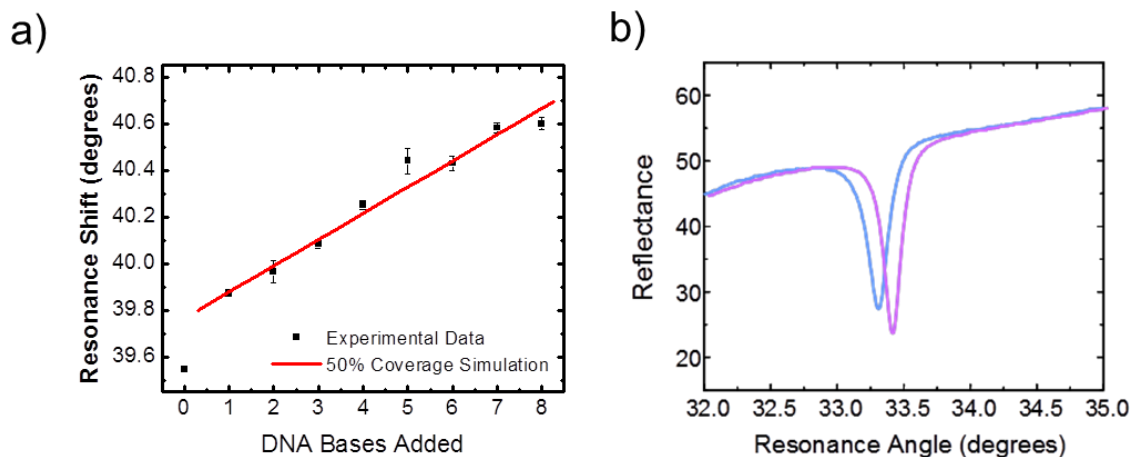 a)
Resonance Shift (degrees)
40.8
40.6
40.4
40.2
40.0
39.8
39.6
Experimental Data
50% Coverage Simulation
0 1 2 3 4 5 6 7 8
DNA Bases Added
b)
Reflectance
60
50
40
30
20
32.0 32.5 33.0 33.5 34.0 34.5 35.0
Resonance Angle (degrees)